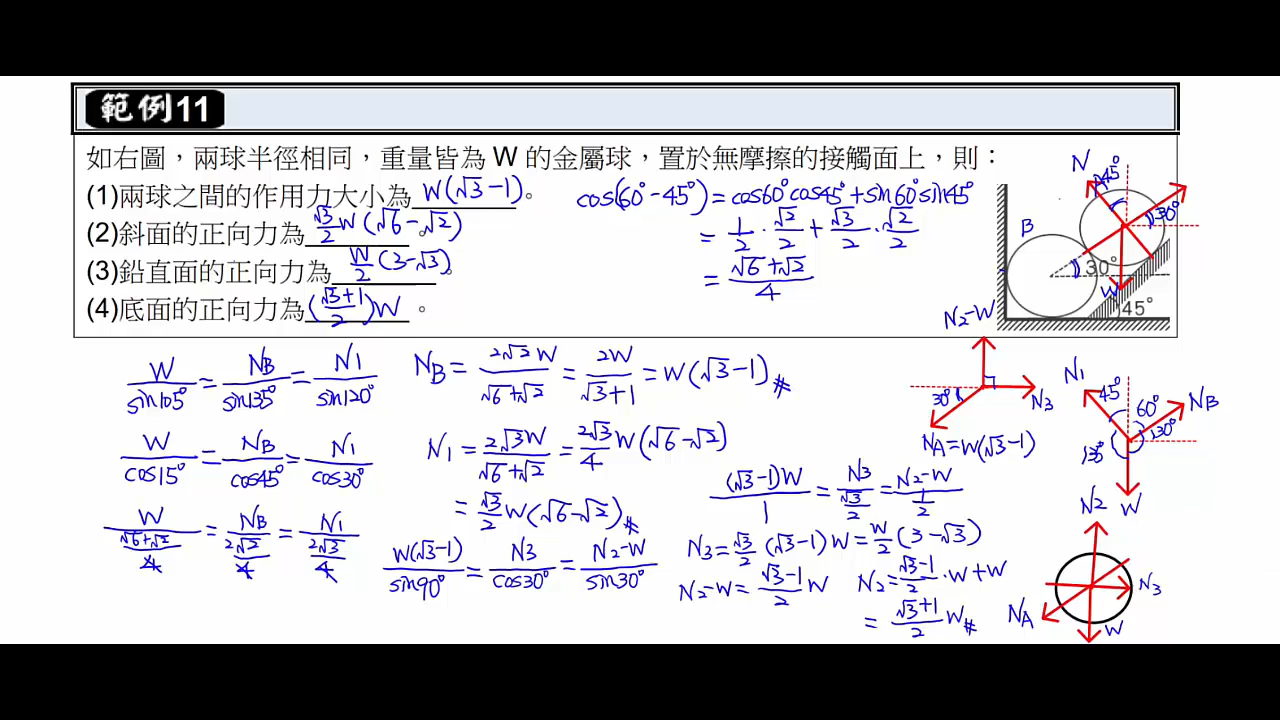 範例11
如右圖，兩球半徑相同，重量皆為 W 的金屬球，置於無摩擦的接觸面上，則：
(1)兩球之間的作用力大小為 W(√3-1) 。
cos(60°-45°)=cos60°cos45°+sin60°sin45°
(2)斜面的正向力為 √3/2 W(√6-√2) 。
= 1/2 · √2/2 + √3/2 · √2/2
(3)鉛直面的正向力為 W/2 (3-√3) 。
= (√6+√2)/4
(4)底面的正向力為 (√3+1/2)W 。
N 45° 30°
B
30°
W
45°
W/sin105° = NB/sin135° = N1/sin120°
NB = 2√2W/(√6+√2) = 2W/(√3+1) = W(√3-1)#
W/cos15° = NB/cos45° = N1/cos30°
N1 = 2√3W/(√6+√2) = 2√3/4 W(√6-√2)
= √3/2 W(√6-√2)#
W/((√6+√2)/4) = NB/(2√2/4) = N1/(2√3/4)
W(√3-1)/sin90° = N3/cos30° = N2-W/sin30°
N2-W
30°
N3
NA=W(√3-1)
(√3-1)W/1 = N3/(√3/2) = N2-W/(1/2)
N3 = √3/2 (√3-1)W = W/2 (3-√3)
N2-W = (√3-1)/2 W
N2 = (√3-1)/2 · W+W
= (√3+1)/2 W#
N1 45° 60° NB
130°
135°
W
N2
N3
NA
W